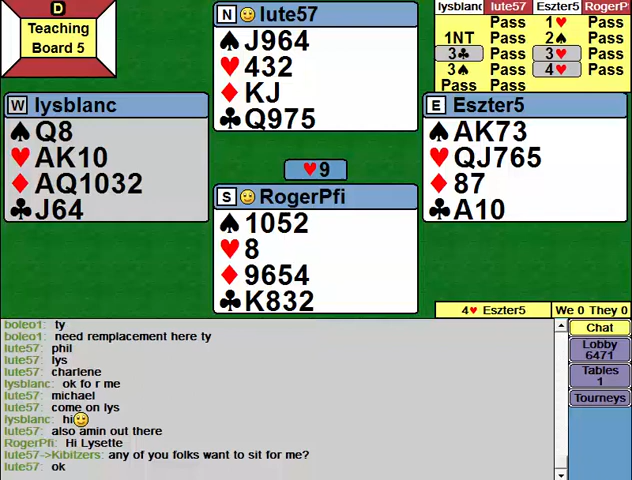 D
Teaching
Board 5
N lute57
♠J964
♥432
♦KJ
♣Q975
lysblanc lute57 Eszter5 RogerP
Pass 1♥ Pass
1NT Pass 2♠ Pass
3♣ Pass 3♥ Pass
3♠ Pass 4♥ Pass
Pass Pass
W lysblanc
♠Q8
♥AK10
♦AQ1032
♣J64
E Eszter5
♠AK73
♥QJ765
♦87
♣A10
♥9
S RogerPfi
♠1052
♥8
♦9654
♣K832
4♥ Eszter5
We 0 They 0
boleo1: ty
boleo1: need remplacement here ty
lute57: phil
lute57: lys
lute57: charlene
lysblanc: ok fo r me
lute57: michael
lute57: come on lys
lysblanc: hi
lute57: also amin out there
RogerPfi: Hi Lysette
lute57->Kibitzers: any of you folks want to sit for me?
lute57: ok
Chat
Lobby
6471
Tables
1
Tourneys